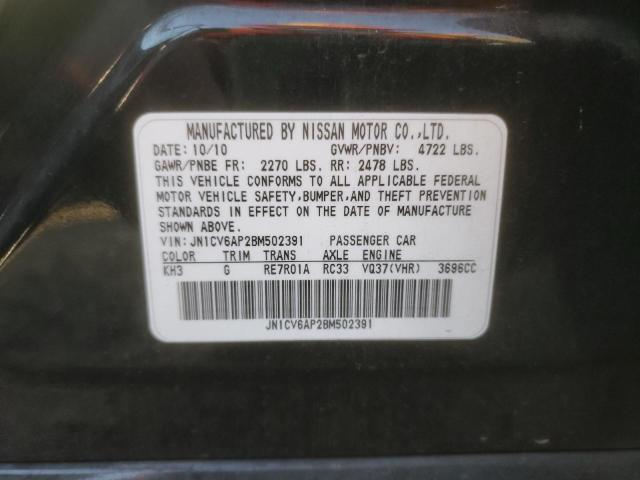 MANUFACTURED BY NISSAN MOTOR CO.,LTD.
DATE: 10/10 GVWR/PNBV: 4722 LBS.
GAWR/PNBE FR: 2270 LBS. RR: 2478 LBS.
THIS VEHICLE CONFORMS TO ALL APPLICABLE FEDERAL
MOTOR VEHICLE SAFETY,BUMPER,AND THEFT PREVENTION
STANDARDS IN EFFECT ON THE DATE OF MANUFACTURE
SHOWN ABOVE.
VIN: JN1CV6AP2BM502391 PASSENGER CAR
COLOR TRIM TRANS AXLE ENGINE
KH3 G RE7R01A RC33 VQ37(VHR) 3696CC
JN1CV6AP2BM502391